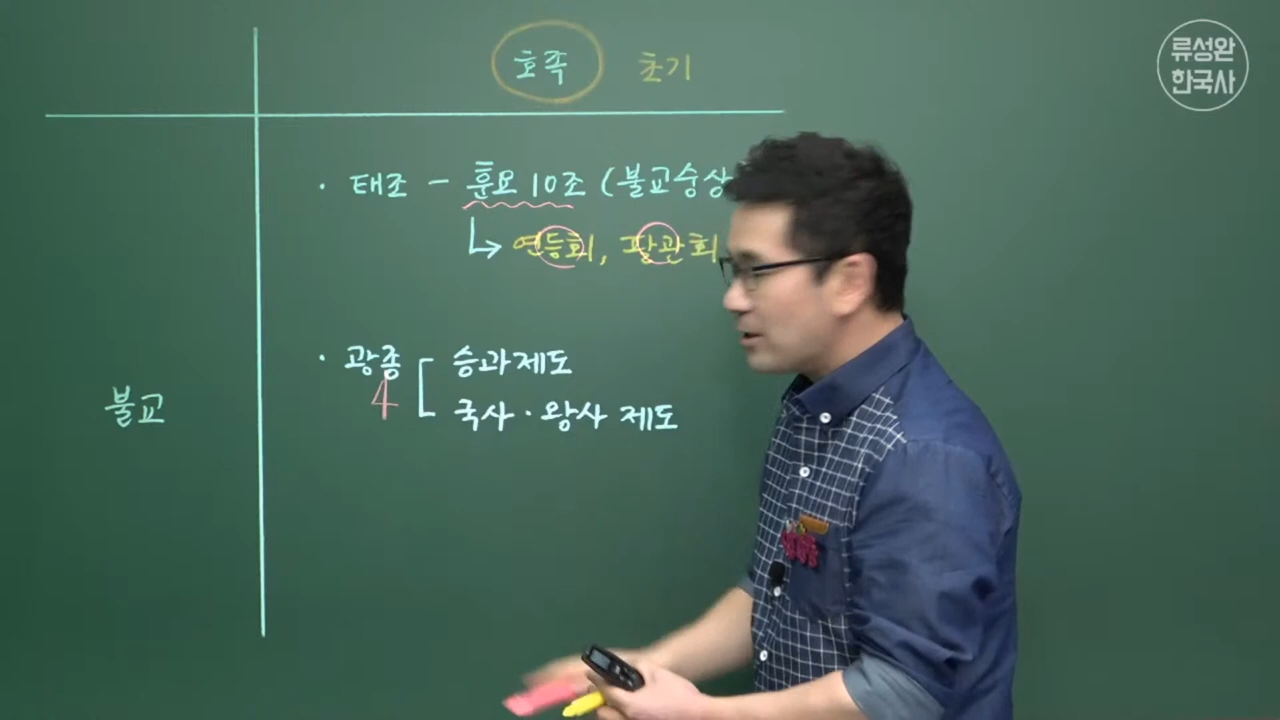 호족 초기
류성완
한국사
· 태조 - 훈요 10조 (불교숭상
↳ 연등회, 팔관회
· 광종 [ 승과제도
4 국사·왕사 제도
불교